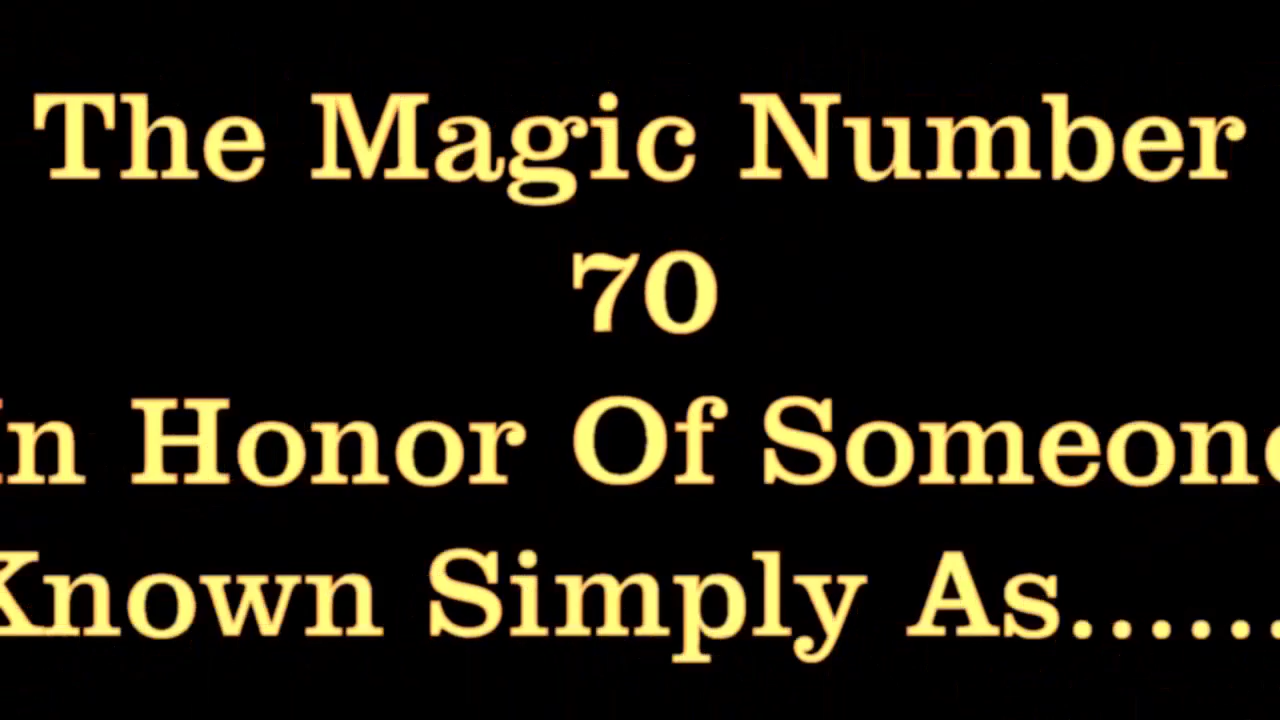 The Magic Number
70
In Honor Of Someone
Known Simply As......